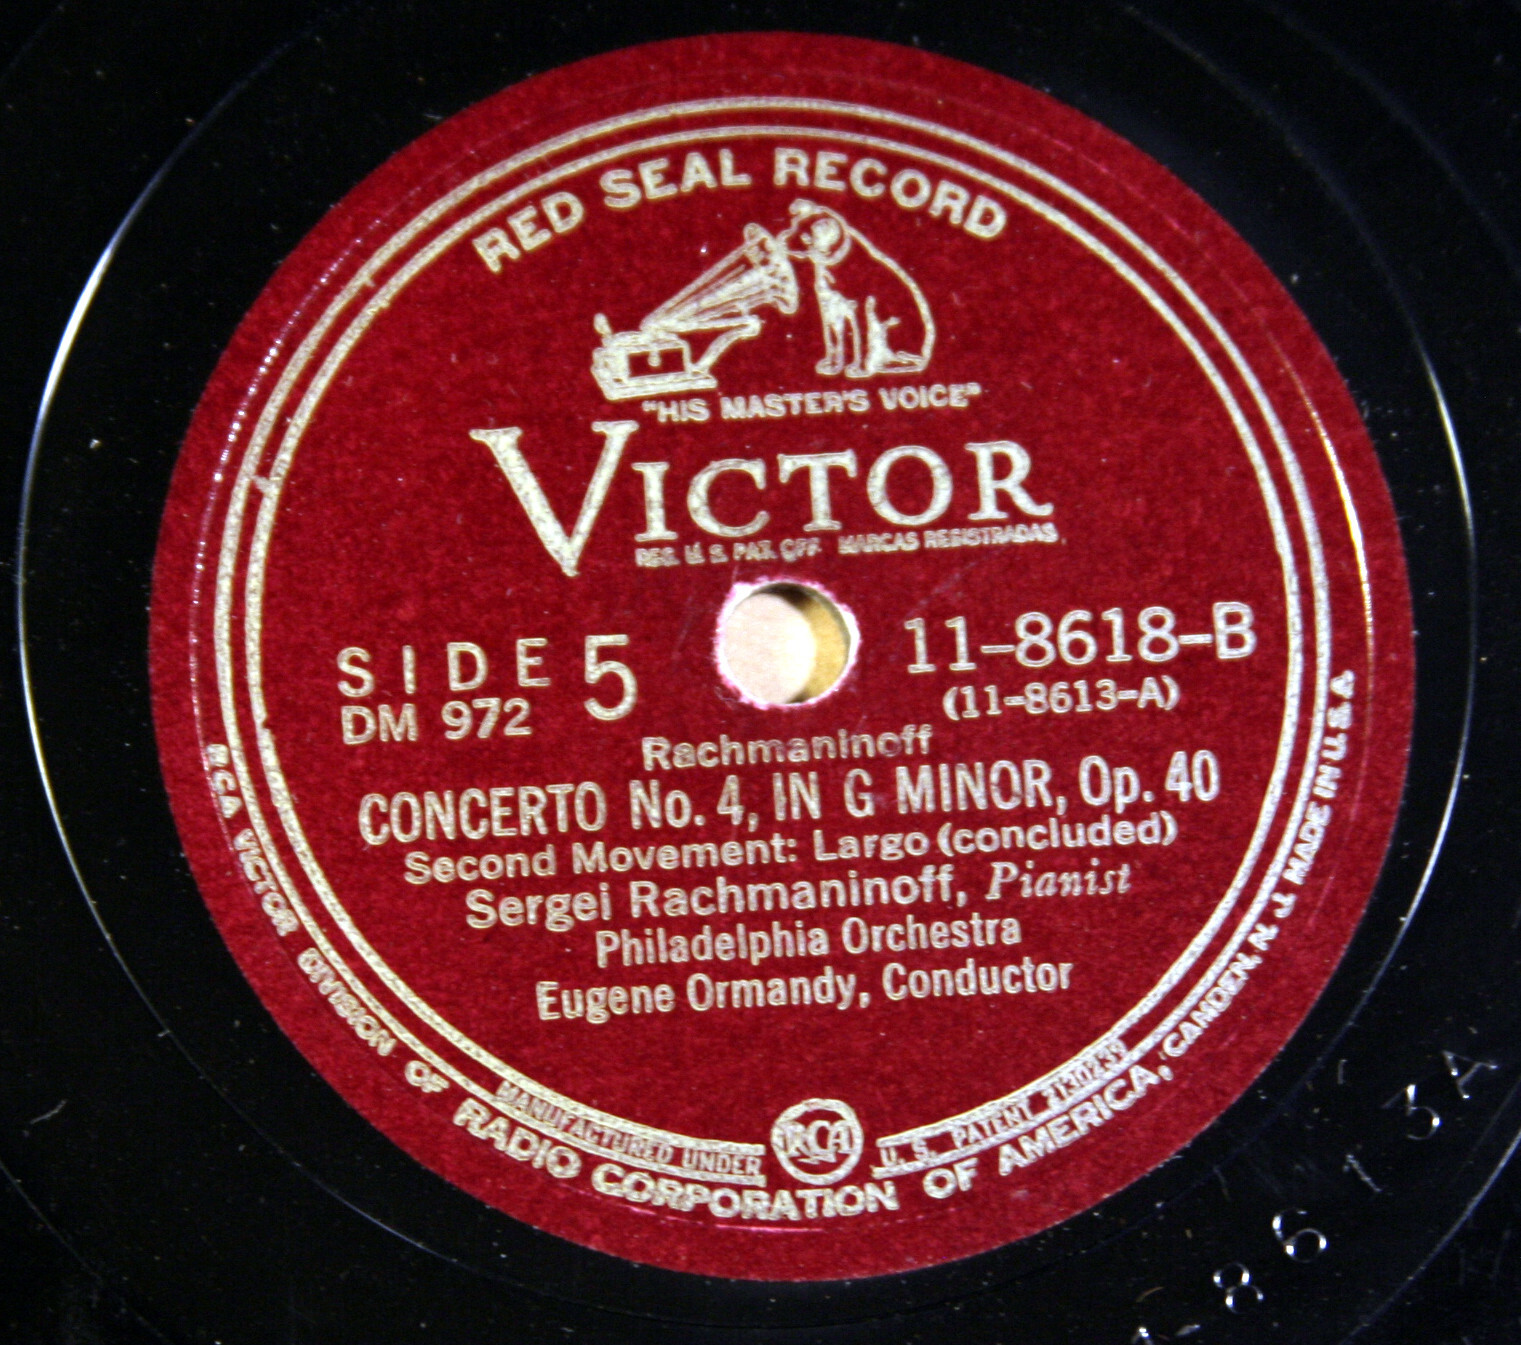 RED SEAL RECORD
"HIS MASTER'S VOICE"
VICTOR
REG. U. S. PAT. OFF. MARCAS REGISTRADAS
SIDE 5
DM 972
11-8618-B
(11-8613-A)
Rachmaninoff
CONCERTO No. 4, IN G MINOR, Op. 40
Second Movement: Largo (concluded)
Sergei Rachmaninoff, Pianist
Philadelphia Orchestra
Eugene Ormandy, Conductor
MANUFACTURED UNDER RCA U. S. PATENT 2130239
RCA VICTOR DIVISION OF RADIO CORPORATION OF AMERICA, CAMDEN, N. J. MADE IN U.S.A.
1-8613A